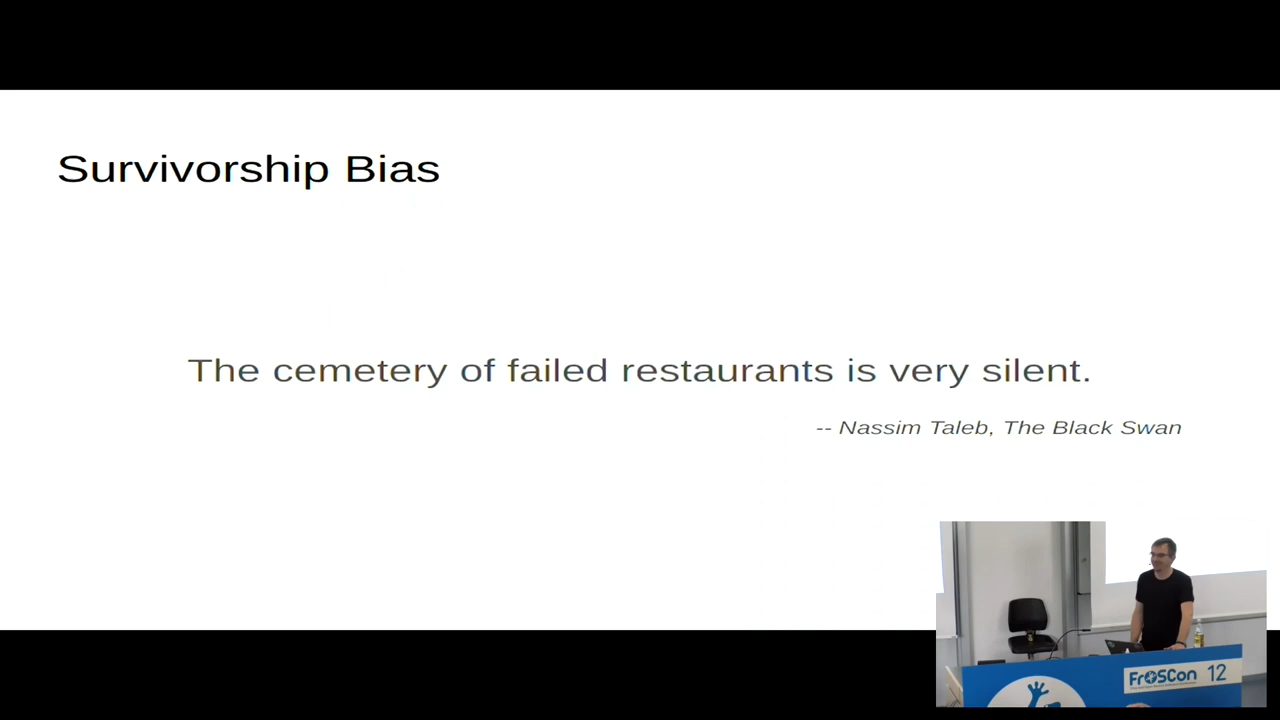 Survivorship Bias
The cemetery of failed restaurants is very silent.
-- Nassim Taleb, The Black Swan
FrOSCon 12